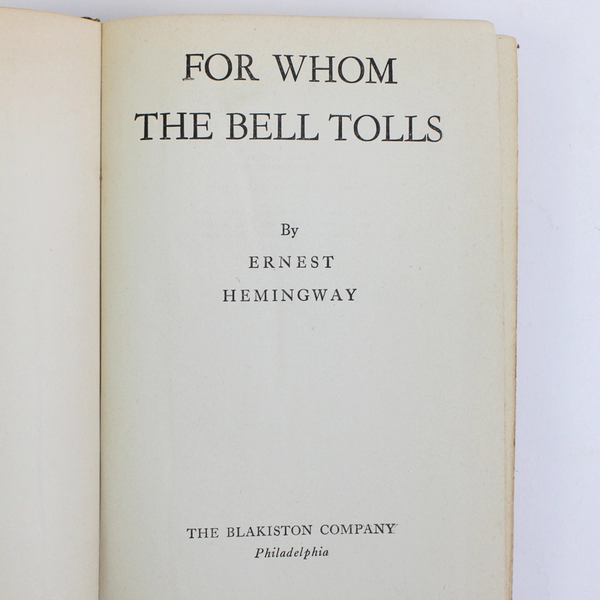 FOR WHOM
THE BELL TOLLS
By
ERNEST
HEMINGWAY
THE BLAKISTON COMPANY
Philadelphia